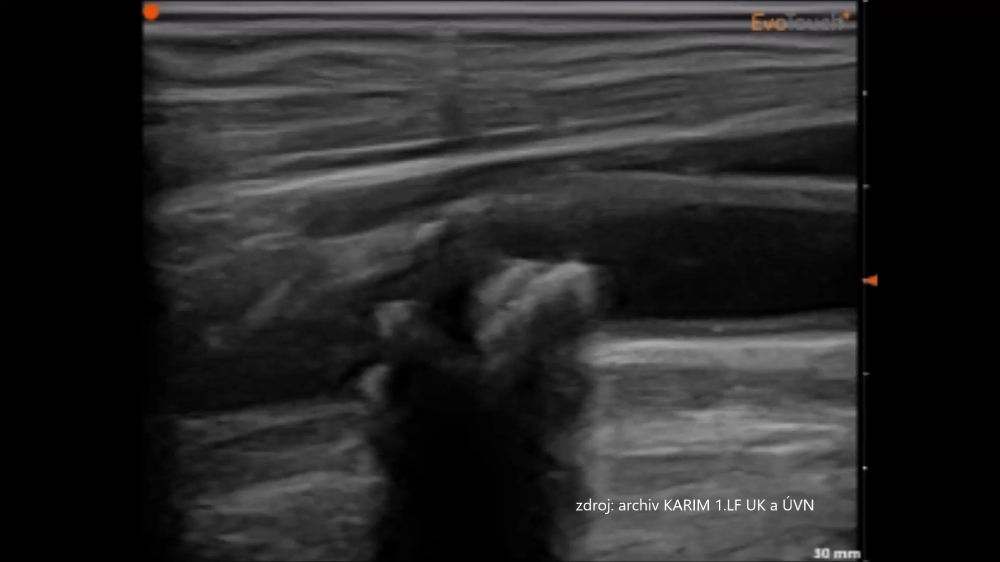 EvoTouch+
zdroj: archiv KARIM 1.LF UK a ÚVN
30 mm